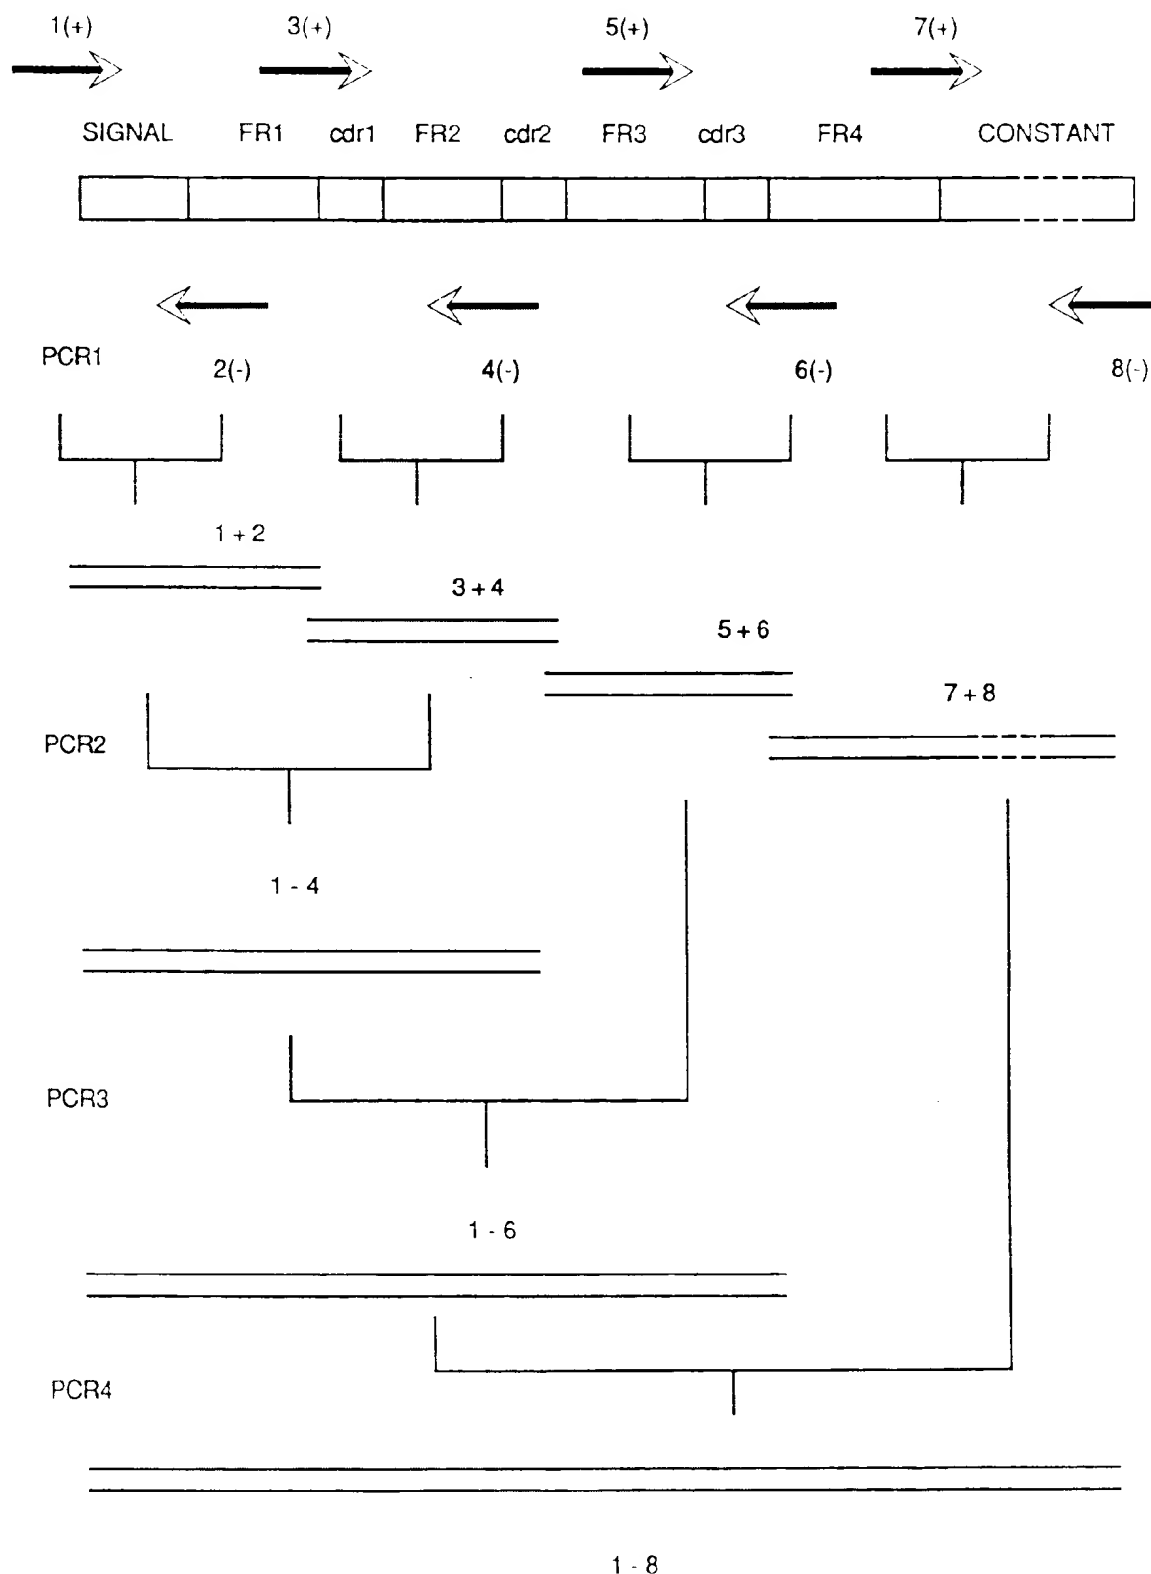 1(+) 3(+) 5(+) 7(+)
SIGNAL FR1 cdr1 FR2 cdr2 FR3 cdr3 FR4 CONSTANT
PCR1
2(-) 4(-) 6(-) 8(-)
1 + 2
3 + 4
5 + 6
7 + 8
PCR2
1 - 4
PCR3
1 - 6
PCR4
1 - 8